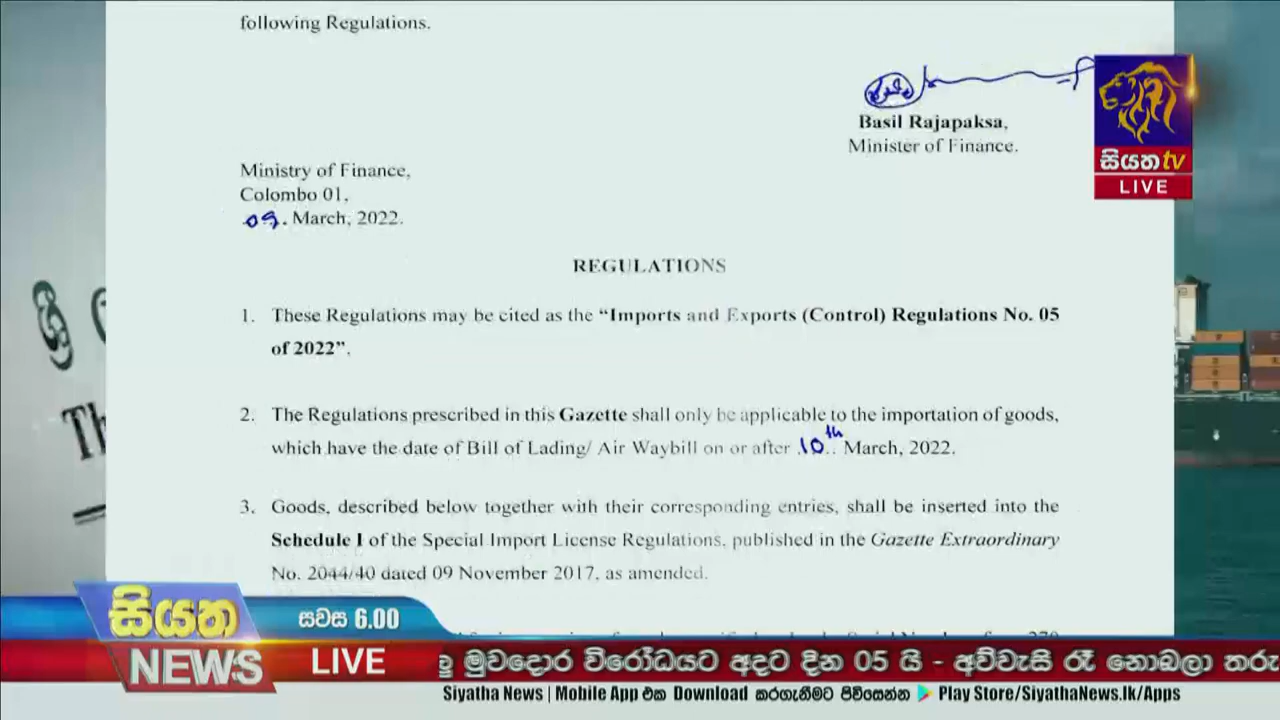 following Regulations.
Basil Rajapaksa,
Minister of Finance.
Ministry of Finance,
Colombo 01,
09. March, 2022.
REGULATIONS
1. These Regulations may be cited as the “Imports and Exports (Control) Regulations No. 05
of 2022”.
2. The Regulations prescribed in this Gazette shall only be applicable to the importation of goods,
which have the date of Bill of Lading/ Air Waybill on or after 10th March, 2022.
3. Goods, described below together with their corresponding entries, shall be inserted into the
Schedule I of the Special Import License Regulations, published in the Gazette Extraordinary
No. 2044/40 dated 09 November 2017, as amended.
සියත tv
LIVE
ශ්‍රී
Th
සියත
NEWS
සවස 6.00
LIVE
මුවදොර විරෝධයට අදට දින 05 යි - අව්වැසි රෑ නොබලා තරු
Siyatha News | Mobile App එක Download කරගැනීමට පිවිසෙන්න Play Store/SiyathaNews.lk/Apps